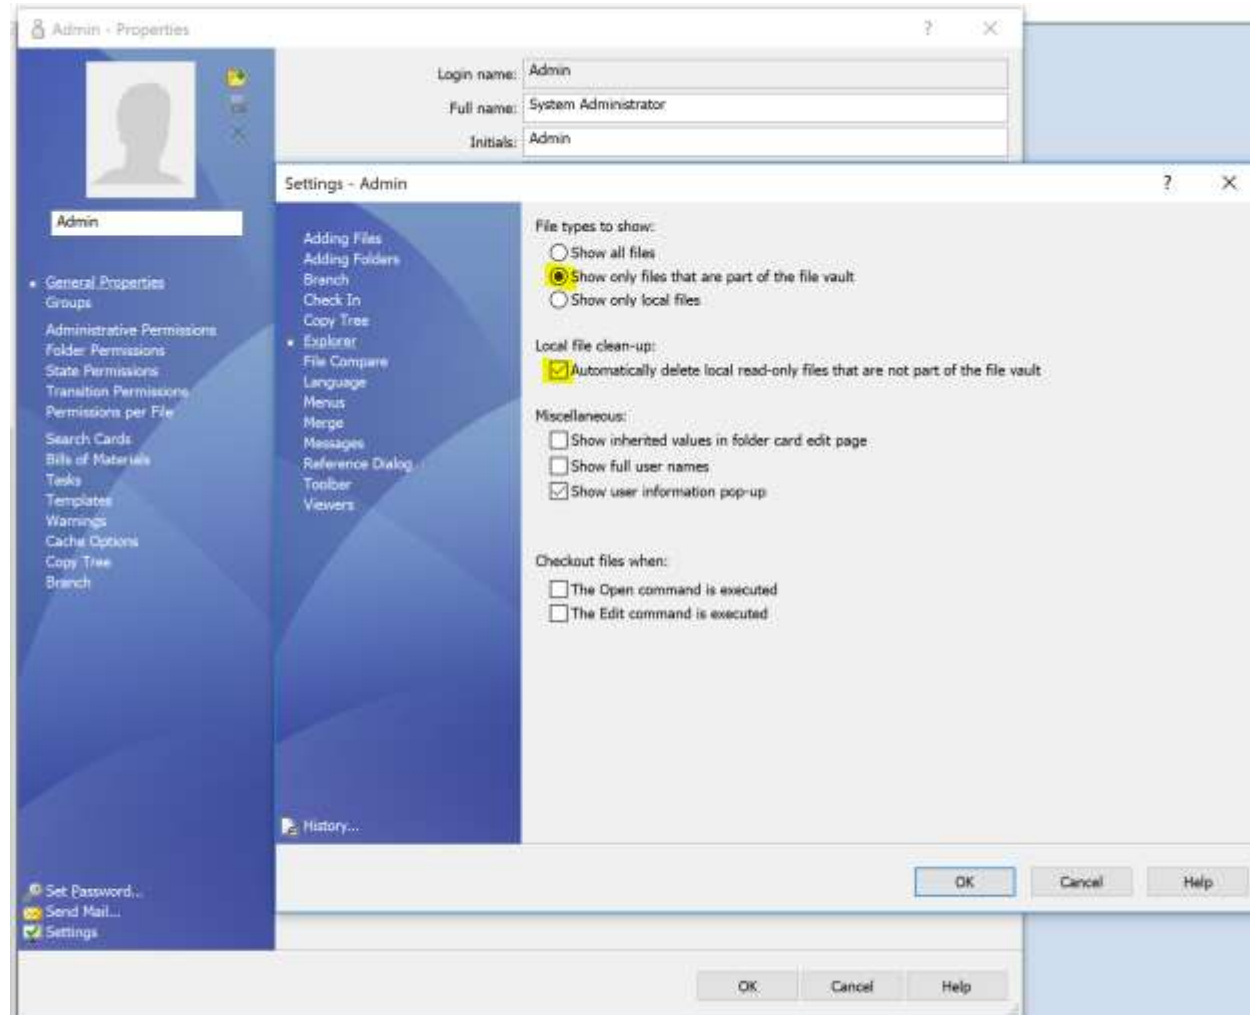 Admin - Properties
Login name: Admin
Full name: System Administrator
Initials: Admin
Admin
General Properties
Groups
Administrative Permissions
Folder Permissions
State Permissions
Transition Permissions
Permissions per File
Search Cards
Bills of Materials
Tasks
Templates
Warnings
Cache Options
Copy Tree
Branch
Set Password...
Send Mail...
Settings
Settings - Admin
Adding Files
Adding Folders
Branch
Check In
Copy Tree
Explorer
File Compare
Language
Menus
Merge
Messages
Reference Dialog
Toolbar
Viewers
History...
File types to show:
Show all files
Show only files that are part of the file vault
Show only local files
Local file clean-up:
Automatically delete local read-only files that are not part of the file vault
Miscellaneous:
Show inherited values in folder card edit page
Show full user names
Show user information pop-up
Checkout files when:
The Open command is executed
The Edit command is executed
OK Cancel Help
OK Cancel Help